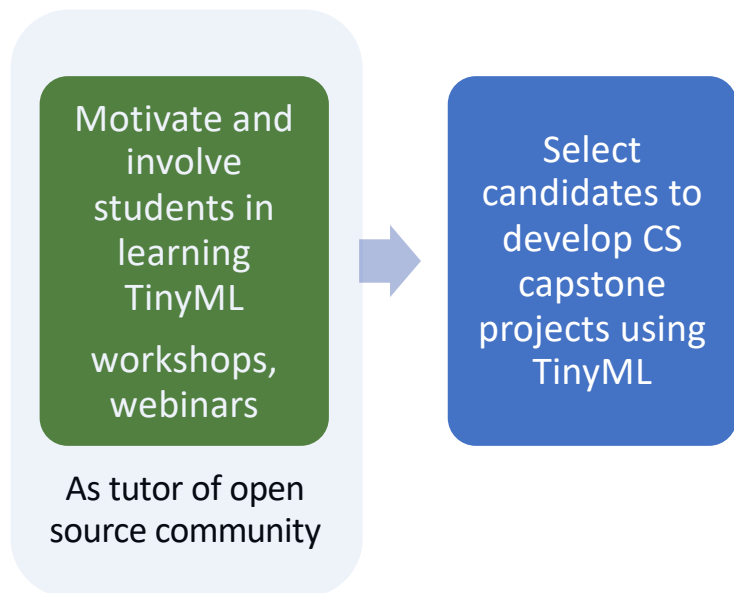 Motivate and
involve
students in
learning
TinyML
workshops,
webinars
As tutor of open
source community
Select
candidates to
develop CS
capstone
projects using
TinyML